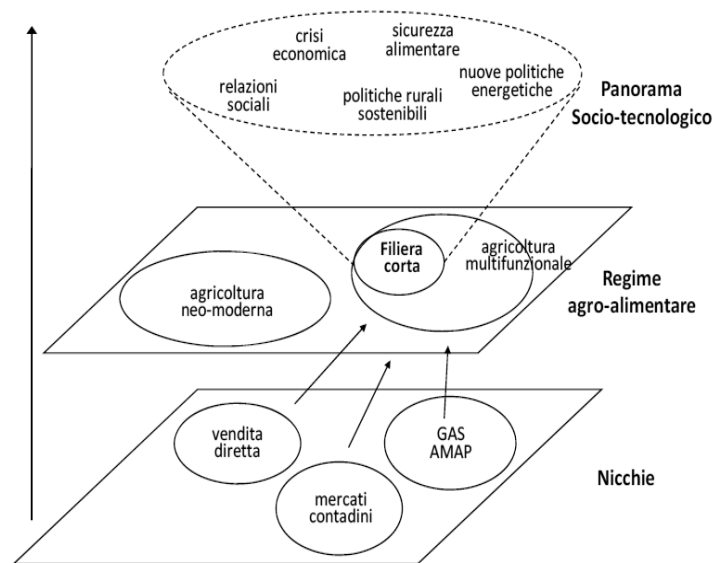 crisi
economica
sicurezza
alimentare
relazioni
sociali
politiche rurali
sostenibili
nuove politiche
energetiche
Panorama
Socio-tecnologico
agricoltura
neo-moderna
Filiera
corta
agricoltura
multifunzionale
Regime
agro-alimentare
vendita
diretta
mercati
contadini
GAS
AMAP
Nicchie